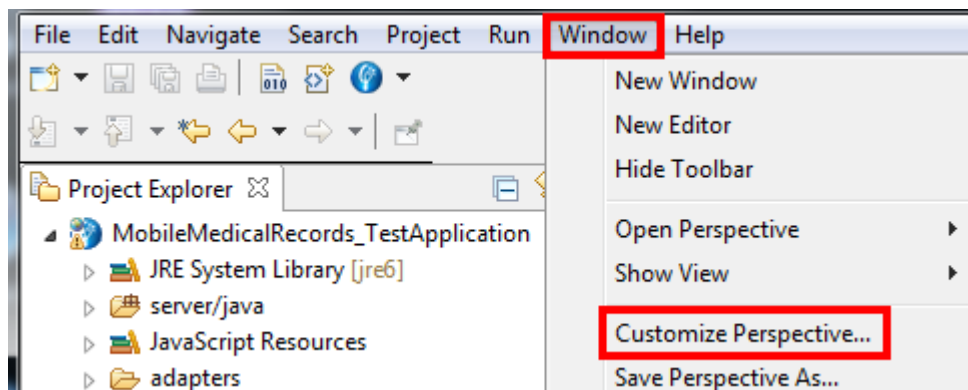 File Edit Navigate Search Project Run Window Help
New Window
New Editor
Hide Toolbar
Open Perspective
Show View
Customize Perspective...
Save Perspective As...
010
Project Explorer
MobileMedicalRecords_TestApplication
JRE System Library [jre6]
server/java
JavaScript Resources
adapters